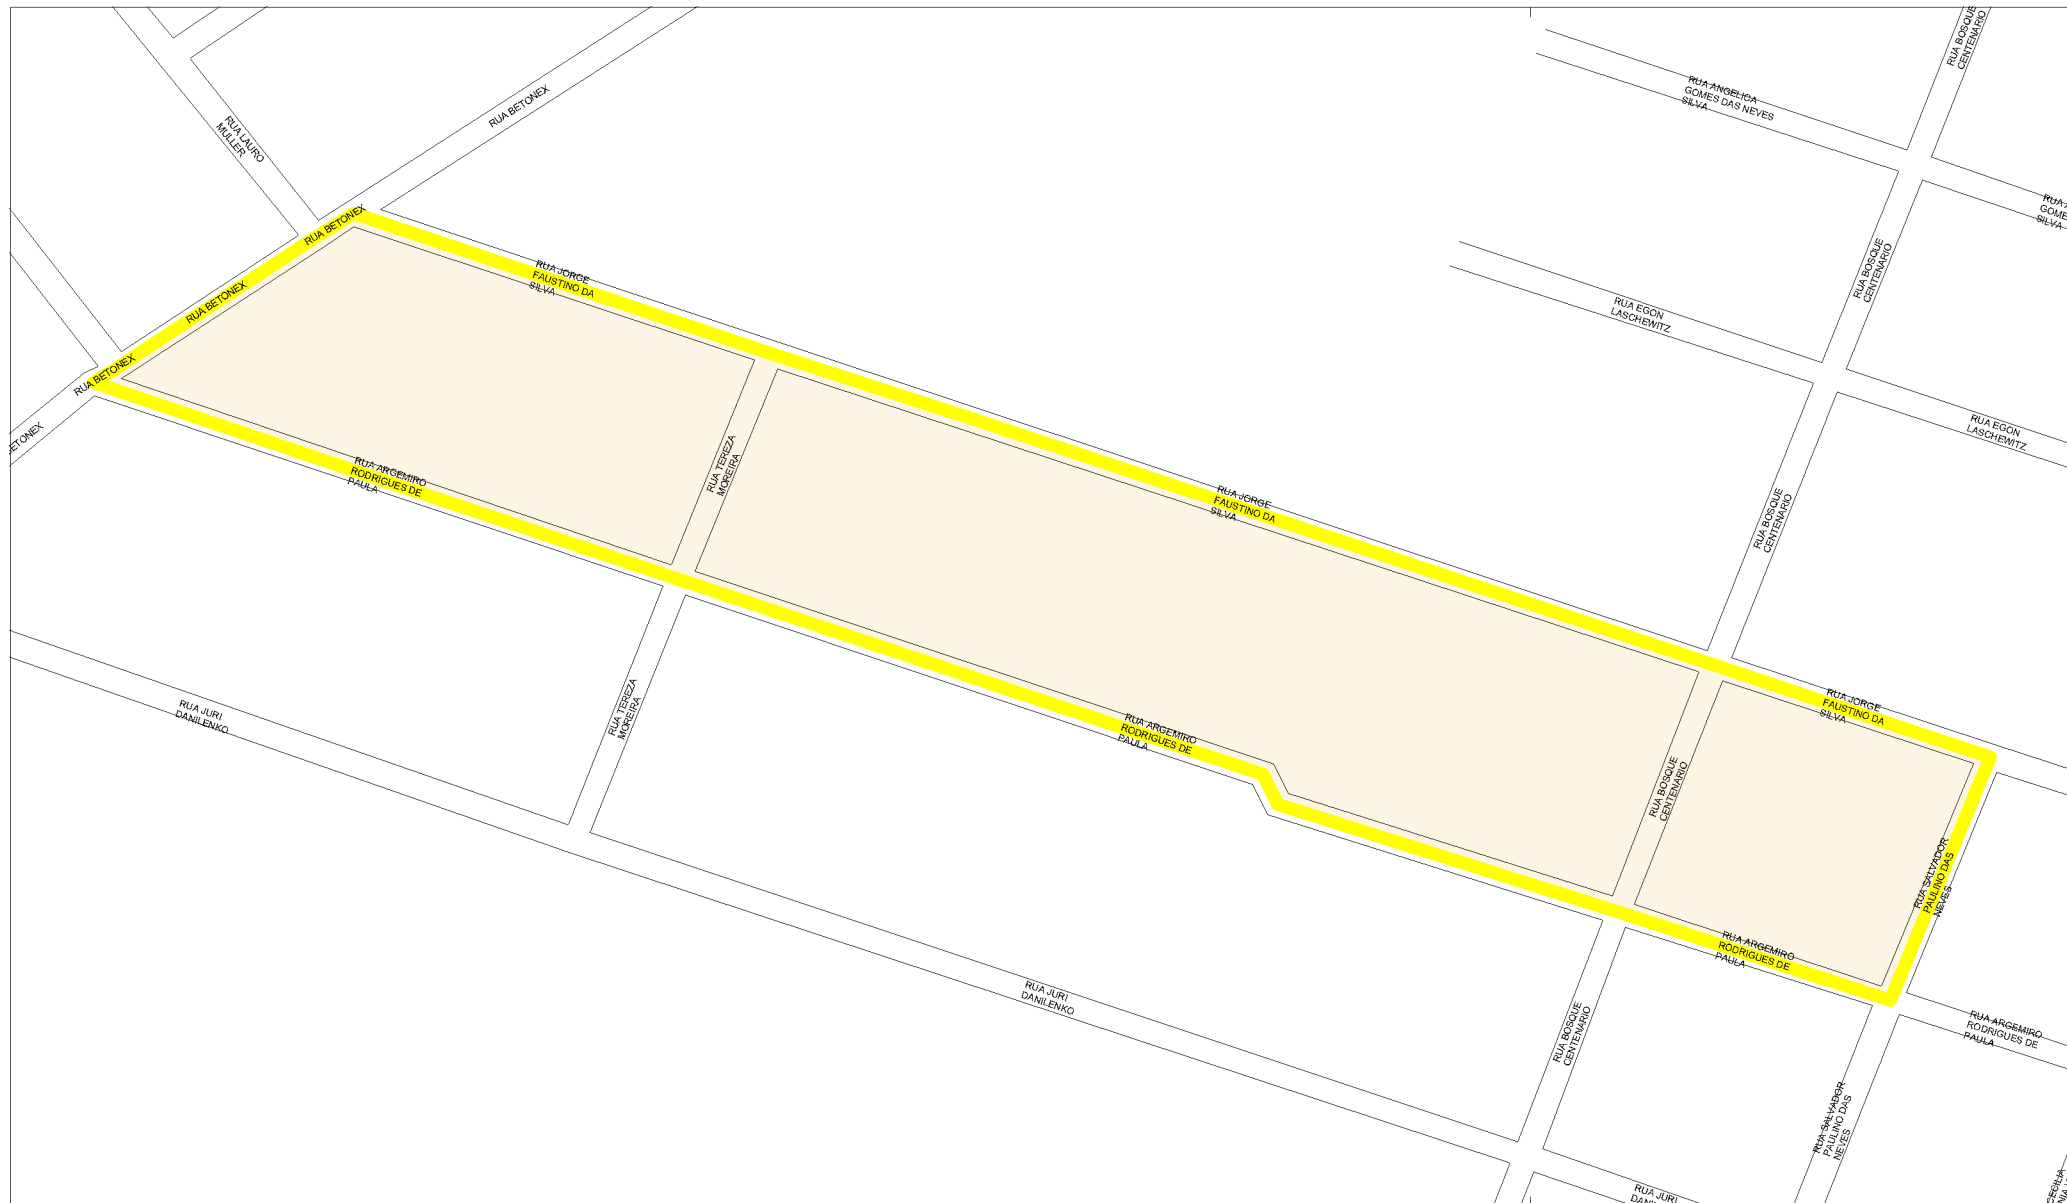 RUA BOSQUE
CENTENARIO
RUA ANGELICA
GOMES DAS NEVES
SILVA
RUA BETONEX
RUA LAURO
MULLER
RUA
GOME
SILVA
RUA BETONEX
RUA BOSQUE
CENTENARIO
RUA JORGE
FAUSTINO DA
SILVA
RUA BETONEX
RUA EGON
LASCHEWITZ
RUA BETONEX
RUA EGON
LASCHEWITZ
ETONEX
RUA TEREZA
MOREIRA
RUA ARGEMIRO
RODRIGUES DE
PAULA
RUA JORGE
FAUSTINO DA
SILVA
RUA BOSQUE
CENTENARIO
RUA TEREZA
MOREIRA
RUA JURI
DANILENKO
RUA JORGE
FAUSTINO DA
SILVA
RUA ARGEMIRO
RODRIGUES DE
PAULA
RUA BOSQUE
CENTENARIO
RUA SALVADOR
PAULINO DAS
NEVES
RUA ARGEMIRO
RODRIGUES DE
PAULA
RUA JURI
DANILENKO
RUA BOSQUE
CENTENARIO
RUA ARGEMIRO
RODRIGUES DE
PAULA
RUA SALVADOR
PAULINO DAS
NEVES
RUA JURI